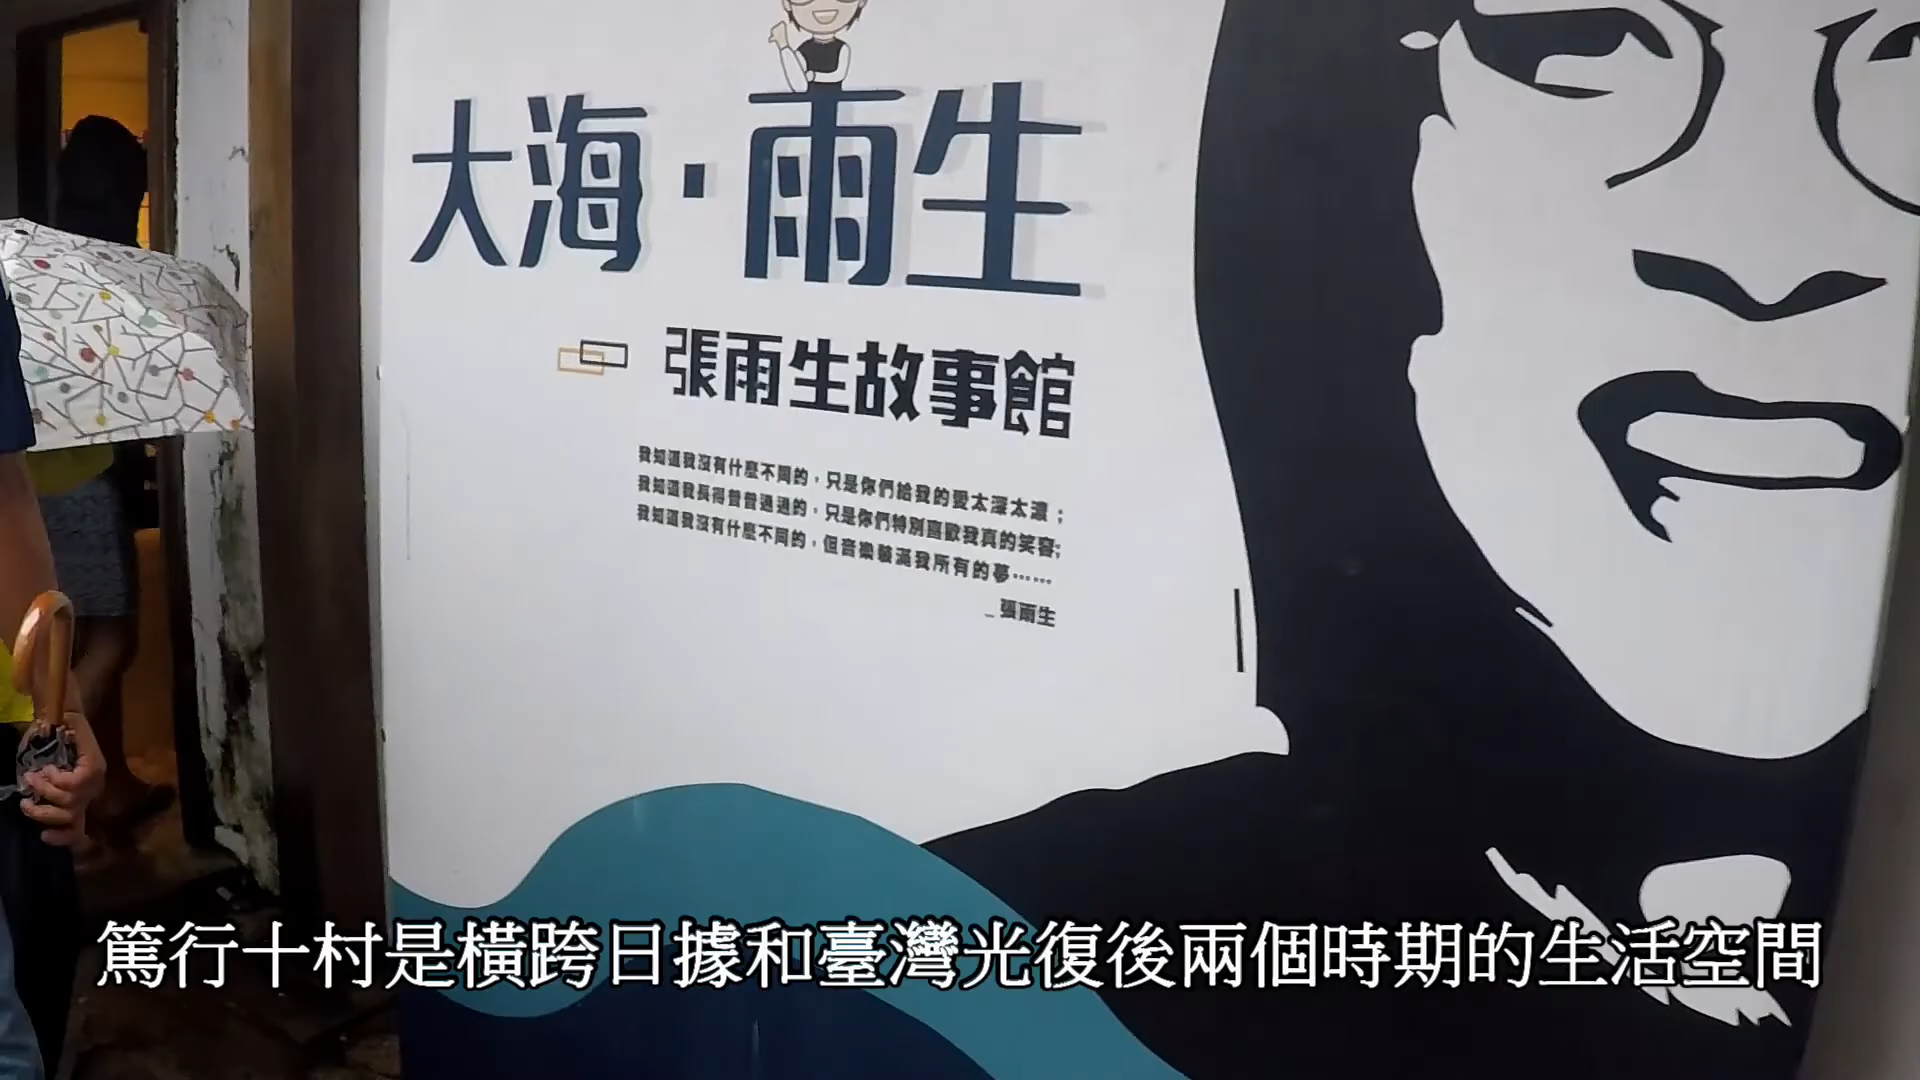 大海·雨生
張雨生故事館
我知道我沒有什麼不同的，只是你們給我的愛太深太濃；
我知道我長得普普通通的，只是你們特別喜歡我真的笑容;
我知道我沒有什麼不同的，但音樂裝滿我所有的夢……
_張雨生
篤行十村是橫跨日據和臺灣光復後兩個時期的生活空間